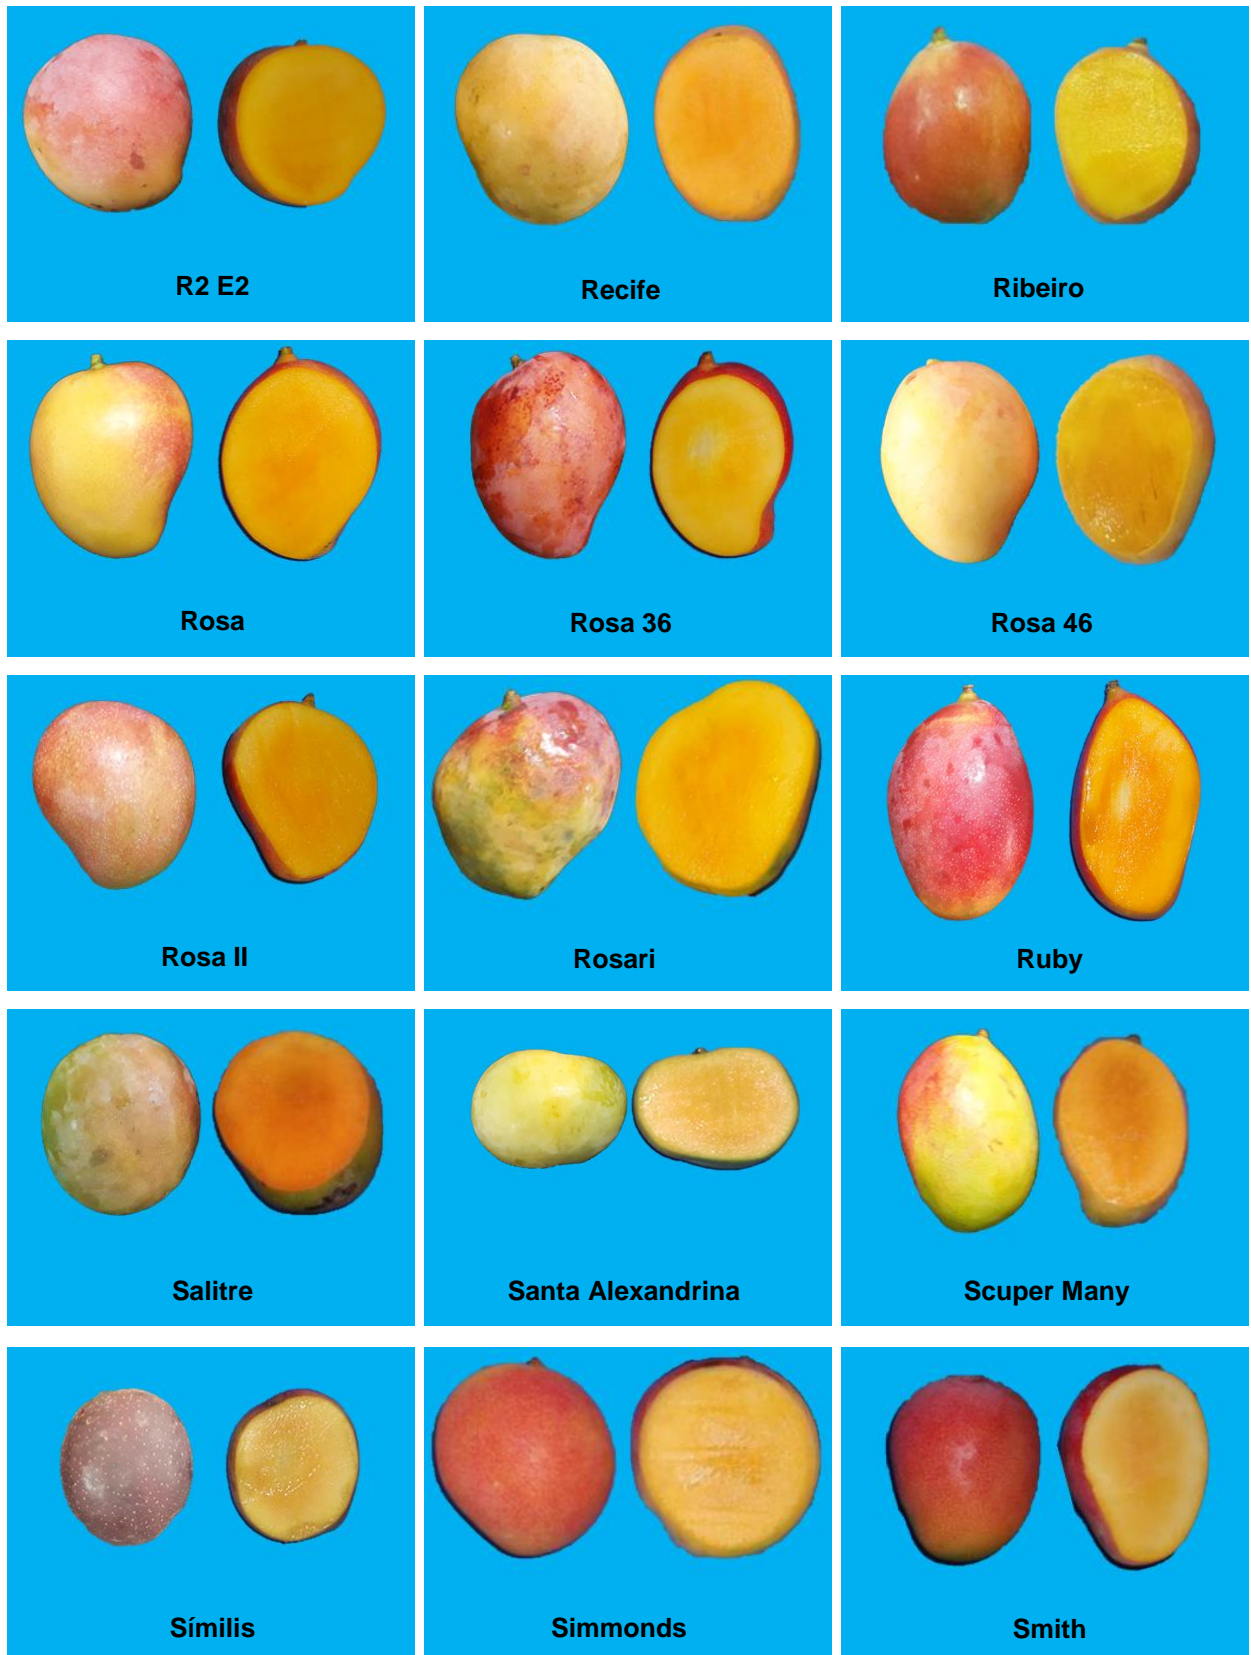 R2 E2
Recife
Ribeiro
Rosa
Rosa 36
Rosa 46
Rosa II
Rosari
Ruby
Salitre
Santa Alexandrina
Scuper Many
Símilis
Simmonds
Smith